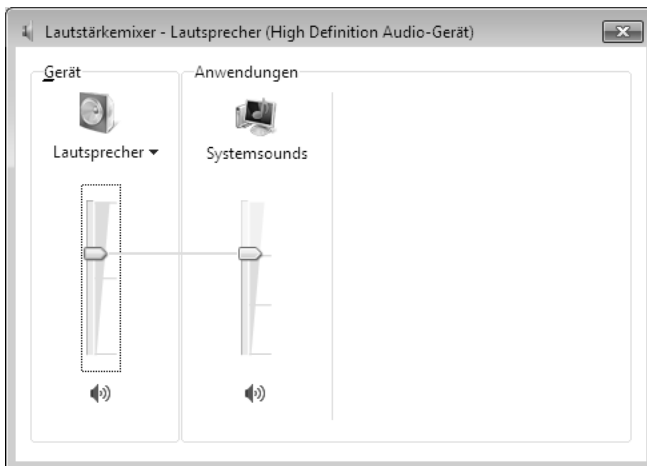 Lautstärkemixer - Lautsprecher (High Definition Audio-Gerät)
Gerät
Anwendungen
Lautsprecher
Systemsounds